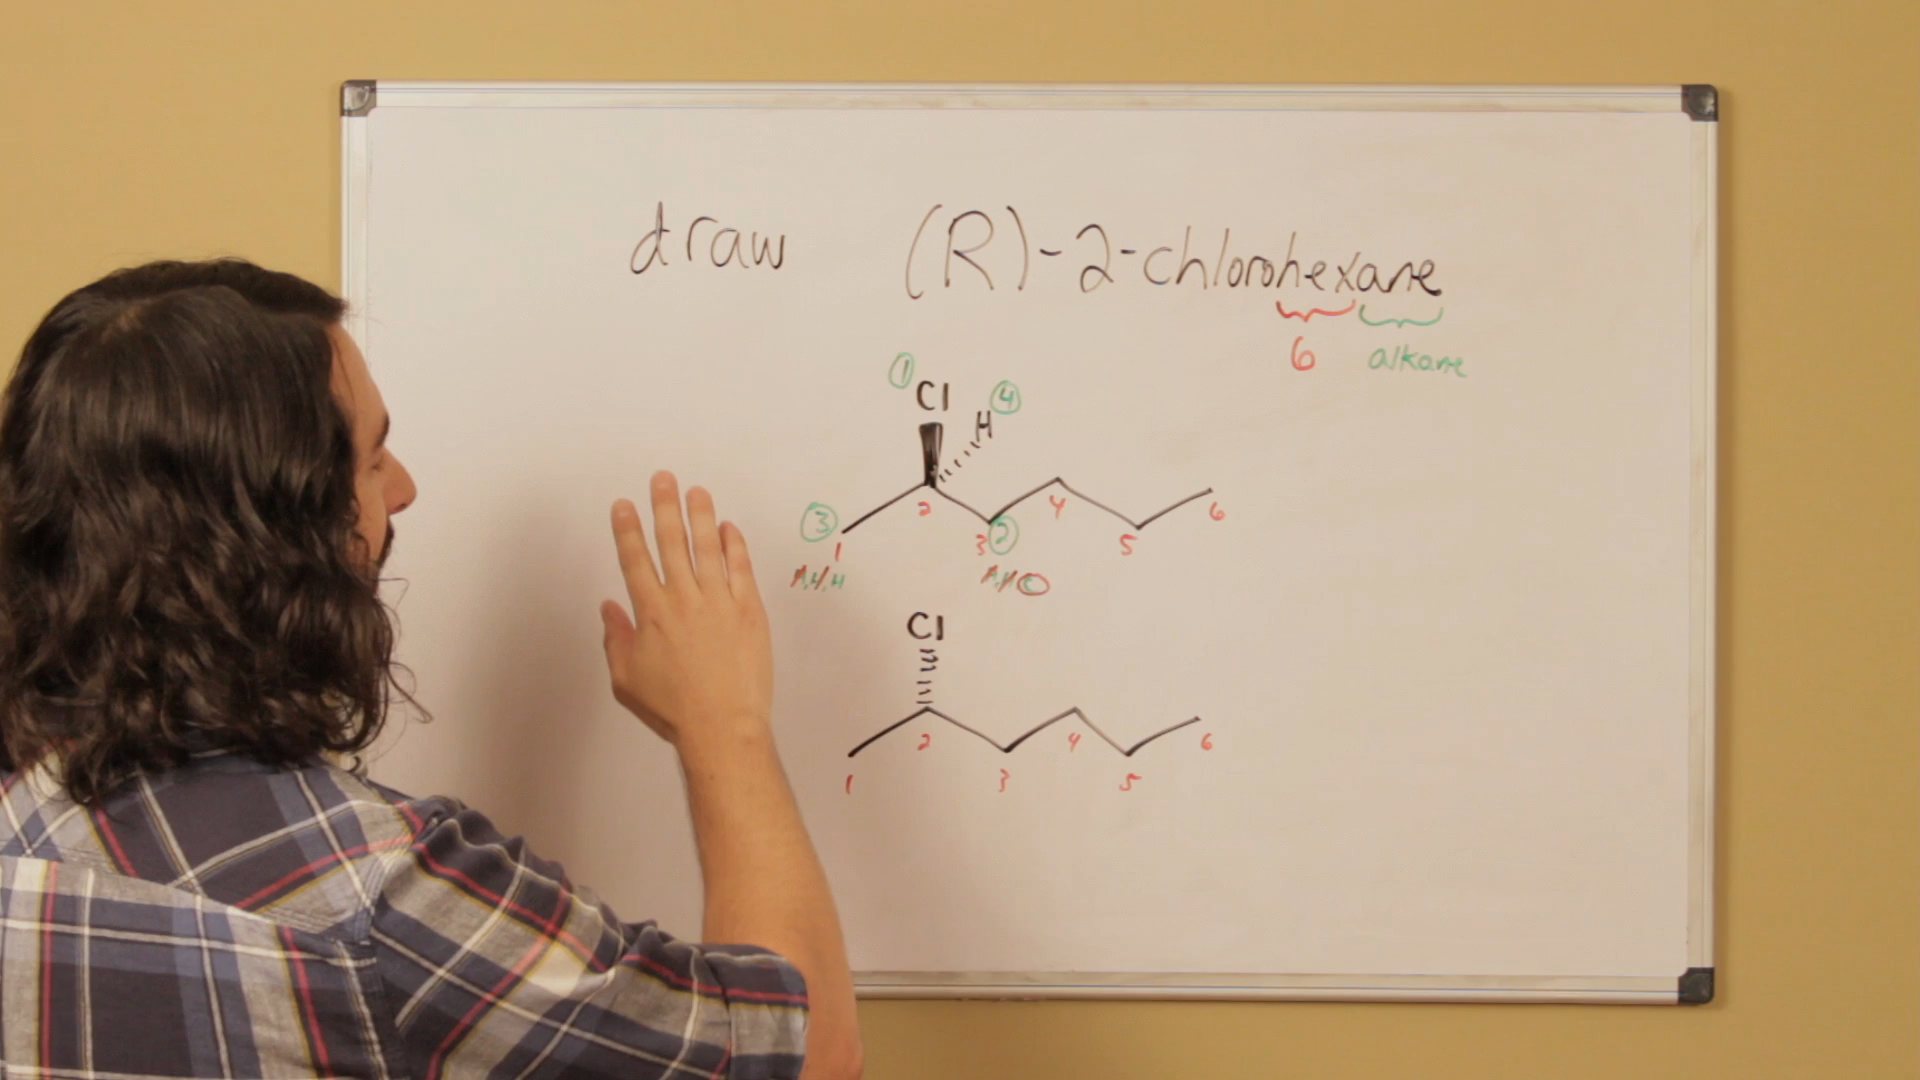 draw (R)-2-chlorohexane
6 alkane
1 Cl 4
H
3 2 4 6
1 3 2 5
H,H,H H,H,C
Cl
2 4 6
1 3 5